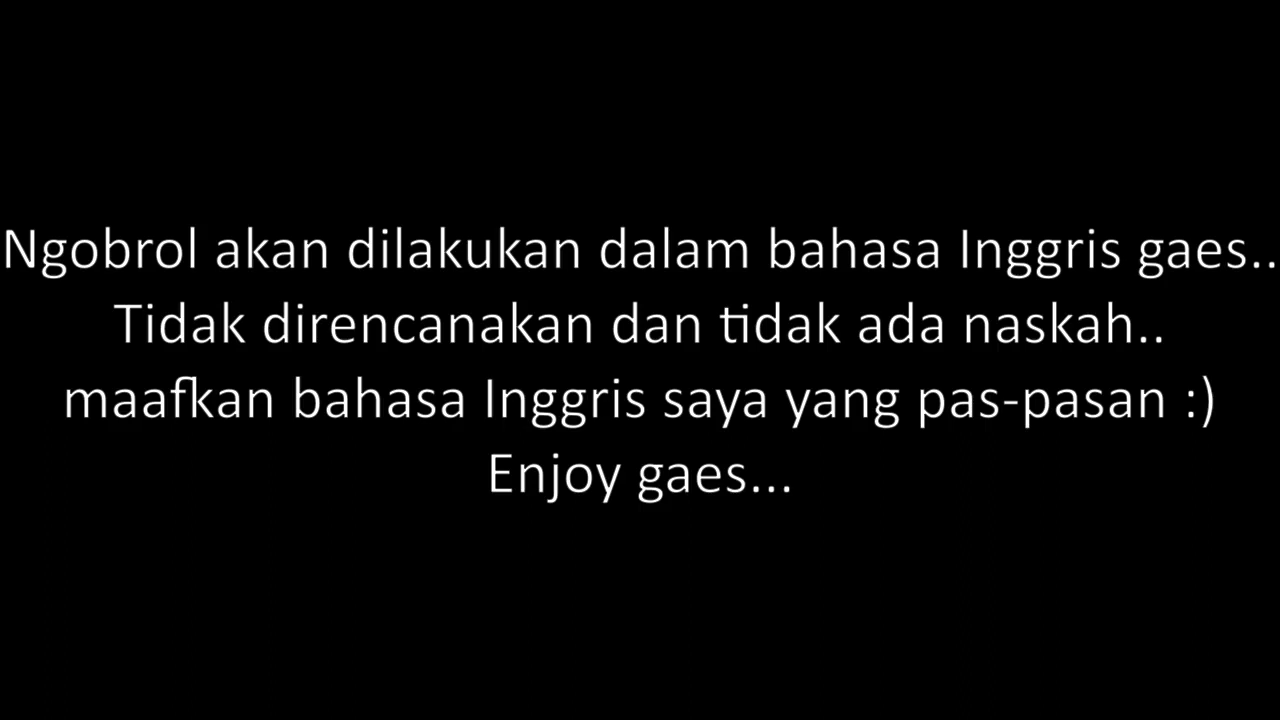 Ngobrol akan dilakukan dalam bahasa Inggris gaes..
Tidak direncanakan dan tidak ada naskah..
maafkan bahasa Inggris saya yang pas-pasan :)
Enjoy gaes...